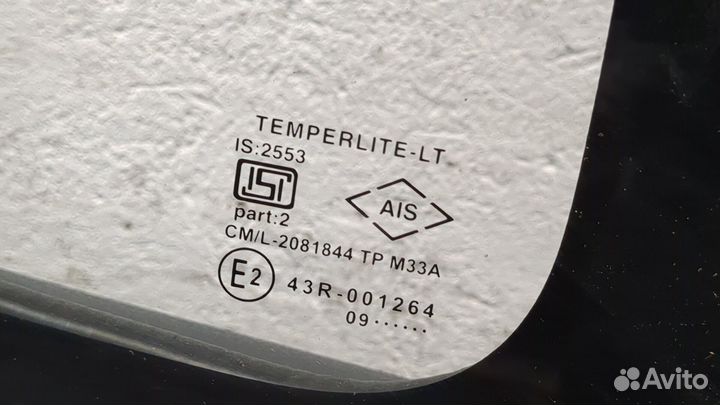 TEMPERLITE-LT
IS:2553
ISI
AIS
part:2
CM/L-2081844 TP M33A
E2 43R-001264
09······
Avito